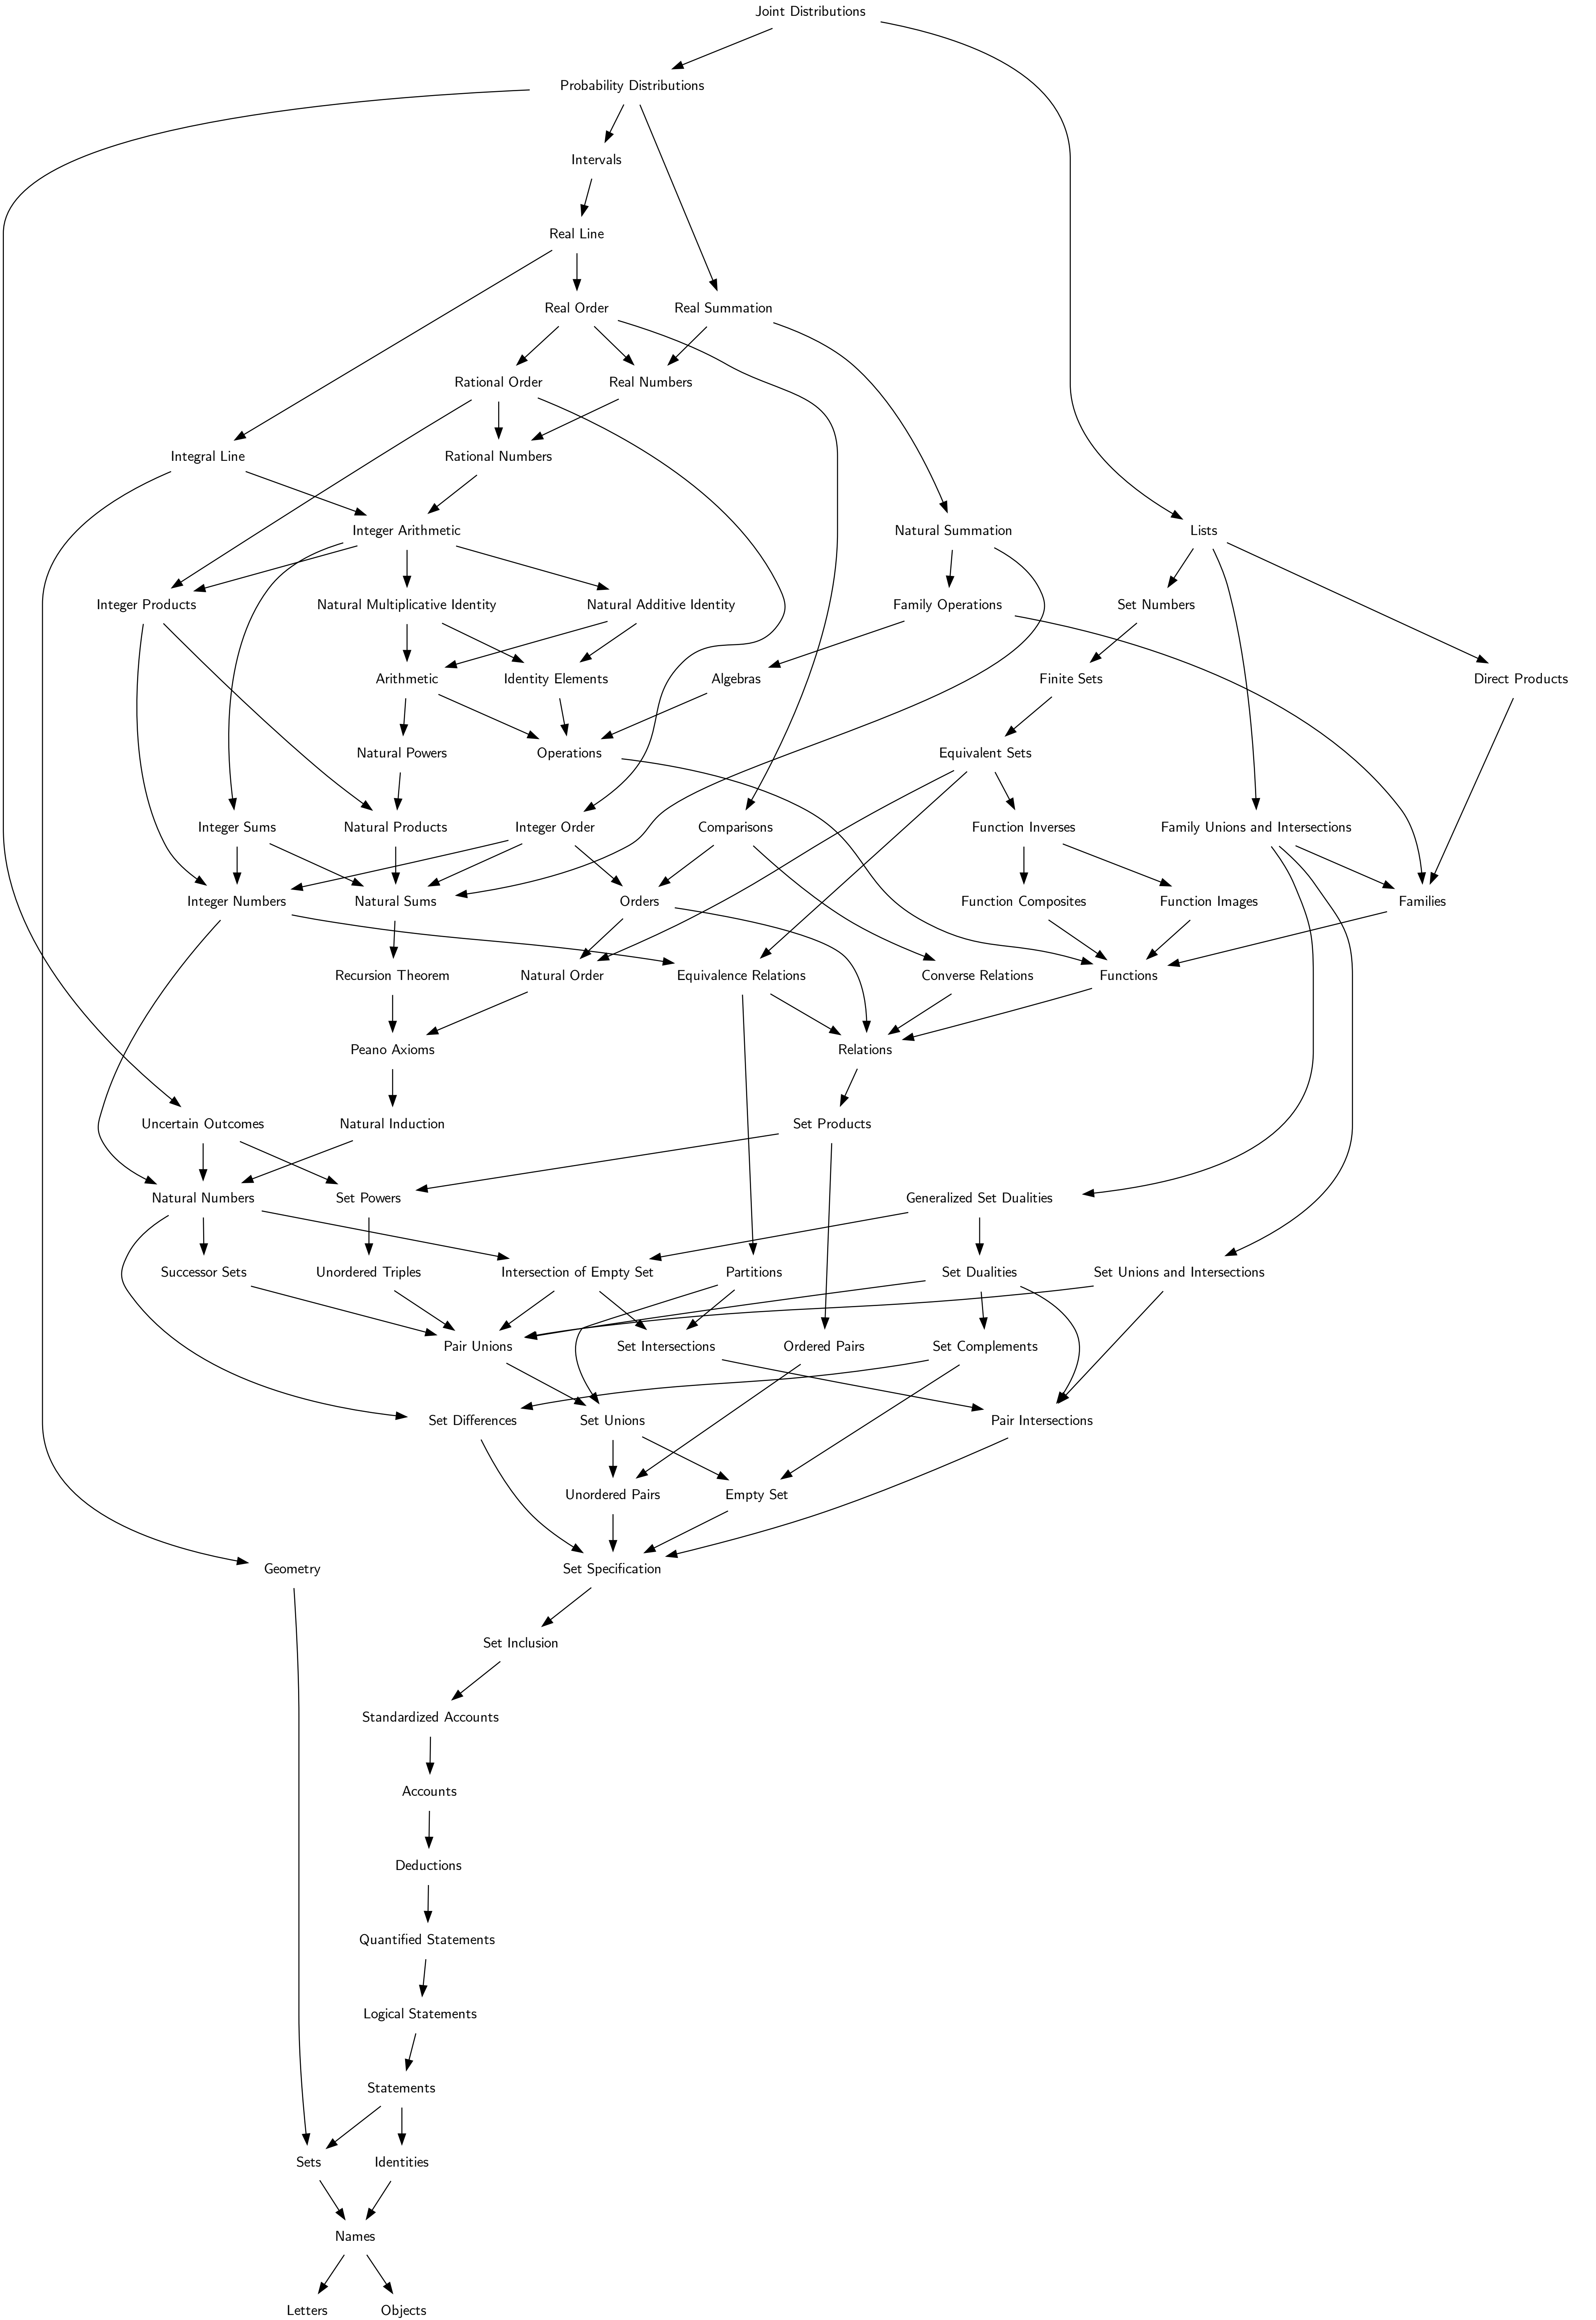 Joint Distributions
Probability Distributions
Intervals
Real Line
Real Order
Real Summation
Rational Order
Real Numbers
Integral Line
Rational Numbers
Integer Arithmetic
Natural Summation
Lists
Integer Products
Natural Multiplicative Identity
Natural Additive Identity
Family Operations
Set Numbers
Arithmetic
Identity Elements
Algebras
Finite Sets
Direct Products
Natural Powers
Operations
Equivalent Sets
Integer Sums
Natural Products
Integer Order
Comparisons
Function Inverses
Family Unions and Intersections
Integer Numbers
Natural Sums
Orders
Function Composites
Function Images
Families
Recursion Theorem
Natural Order
Equivalence Relations
Converse Relations
Functions
Peano Axioms
Relations
Uncertain Outcomes
Natural Induction
Set Products
Natural Numbers
Set Powers
Generalized Set Dualities
Successor Sets
Unordered Triples
Intersection of Empty Set
Partitions
Set Dualities
Set Unions and Intersections
Pair Unions
Set Intersections
Ordered Pairs
Set Complements
Set Differences
Set Unions
Pair Intersections
Unordered Pairs
Empty Set
Geometry
Set Specification
Set Inclusion
Standardized Accounts
Accounts
Deductions
Quantified Statements
Logical Statements
Statements
Sets
Identities
Names
Letters
Objects